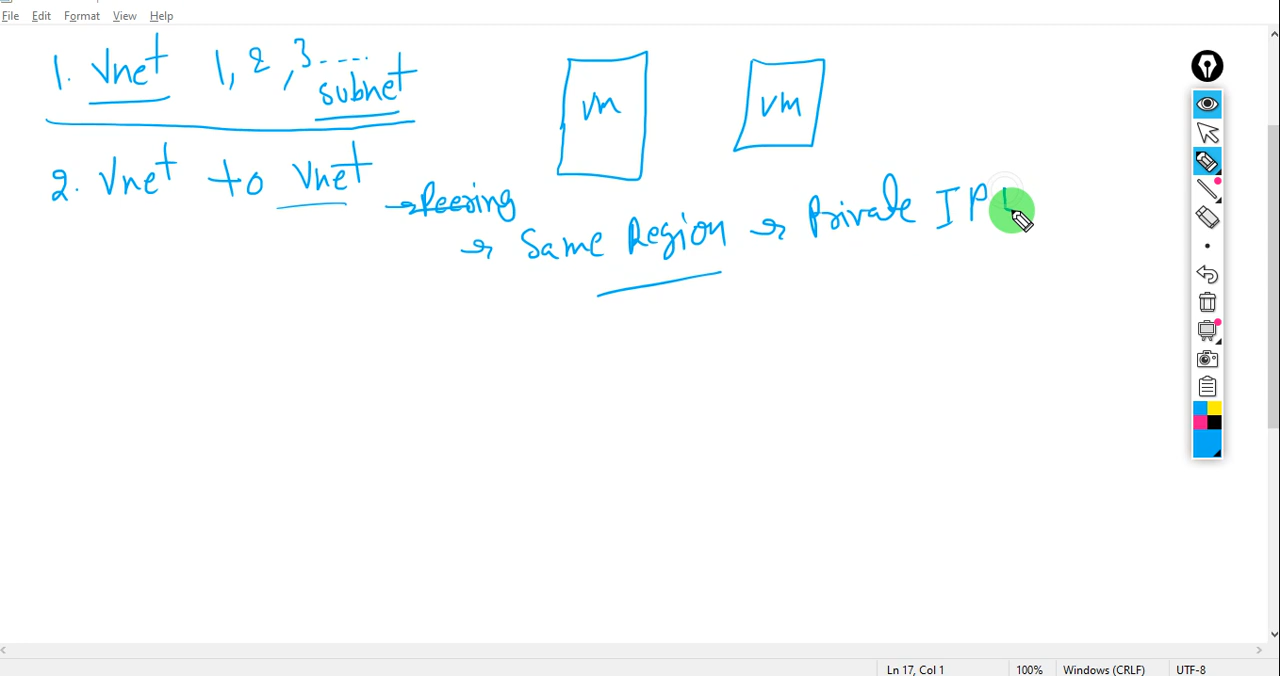 File Edit Format View Help
1. Vnet 1, 2, 3 ----
subnet
vm vm
2. Vnet to Vnet
→ Peering
→ Same Region → Private IP
Ln 17, Col 1 100% Windows (CRLF) UTF-8